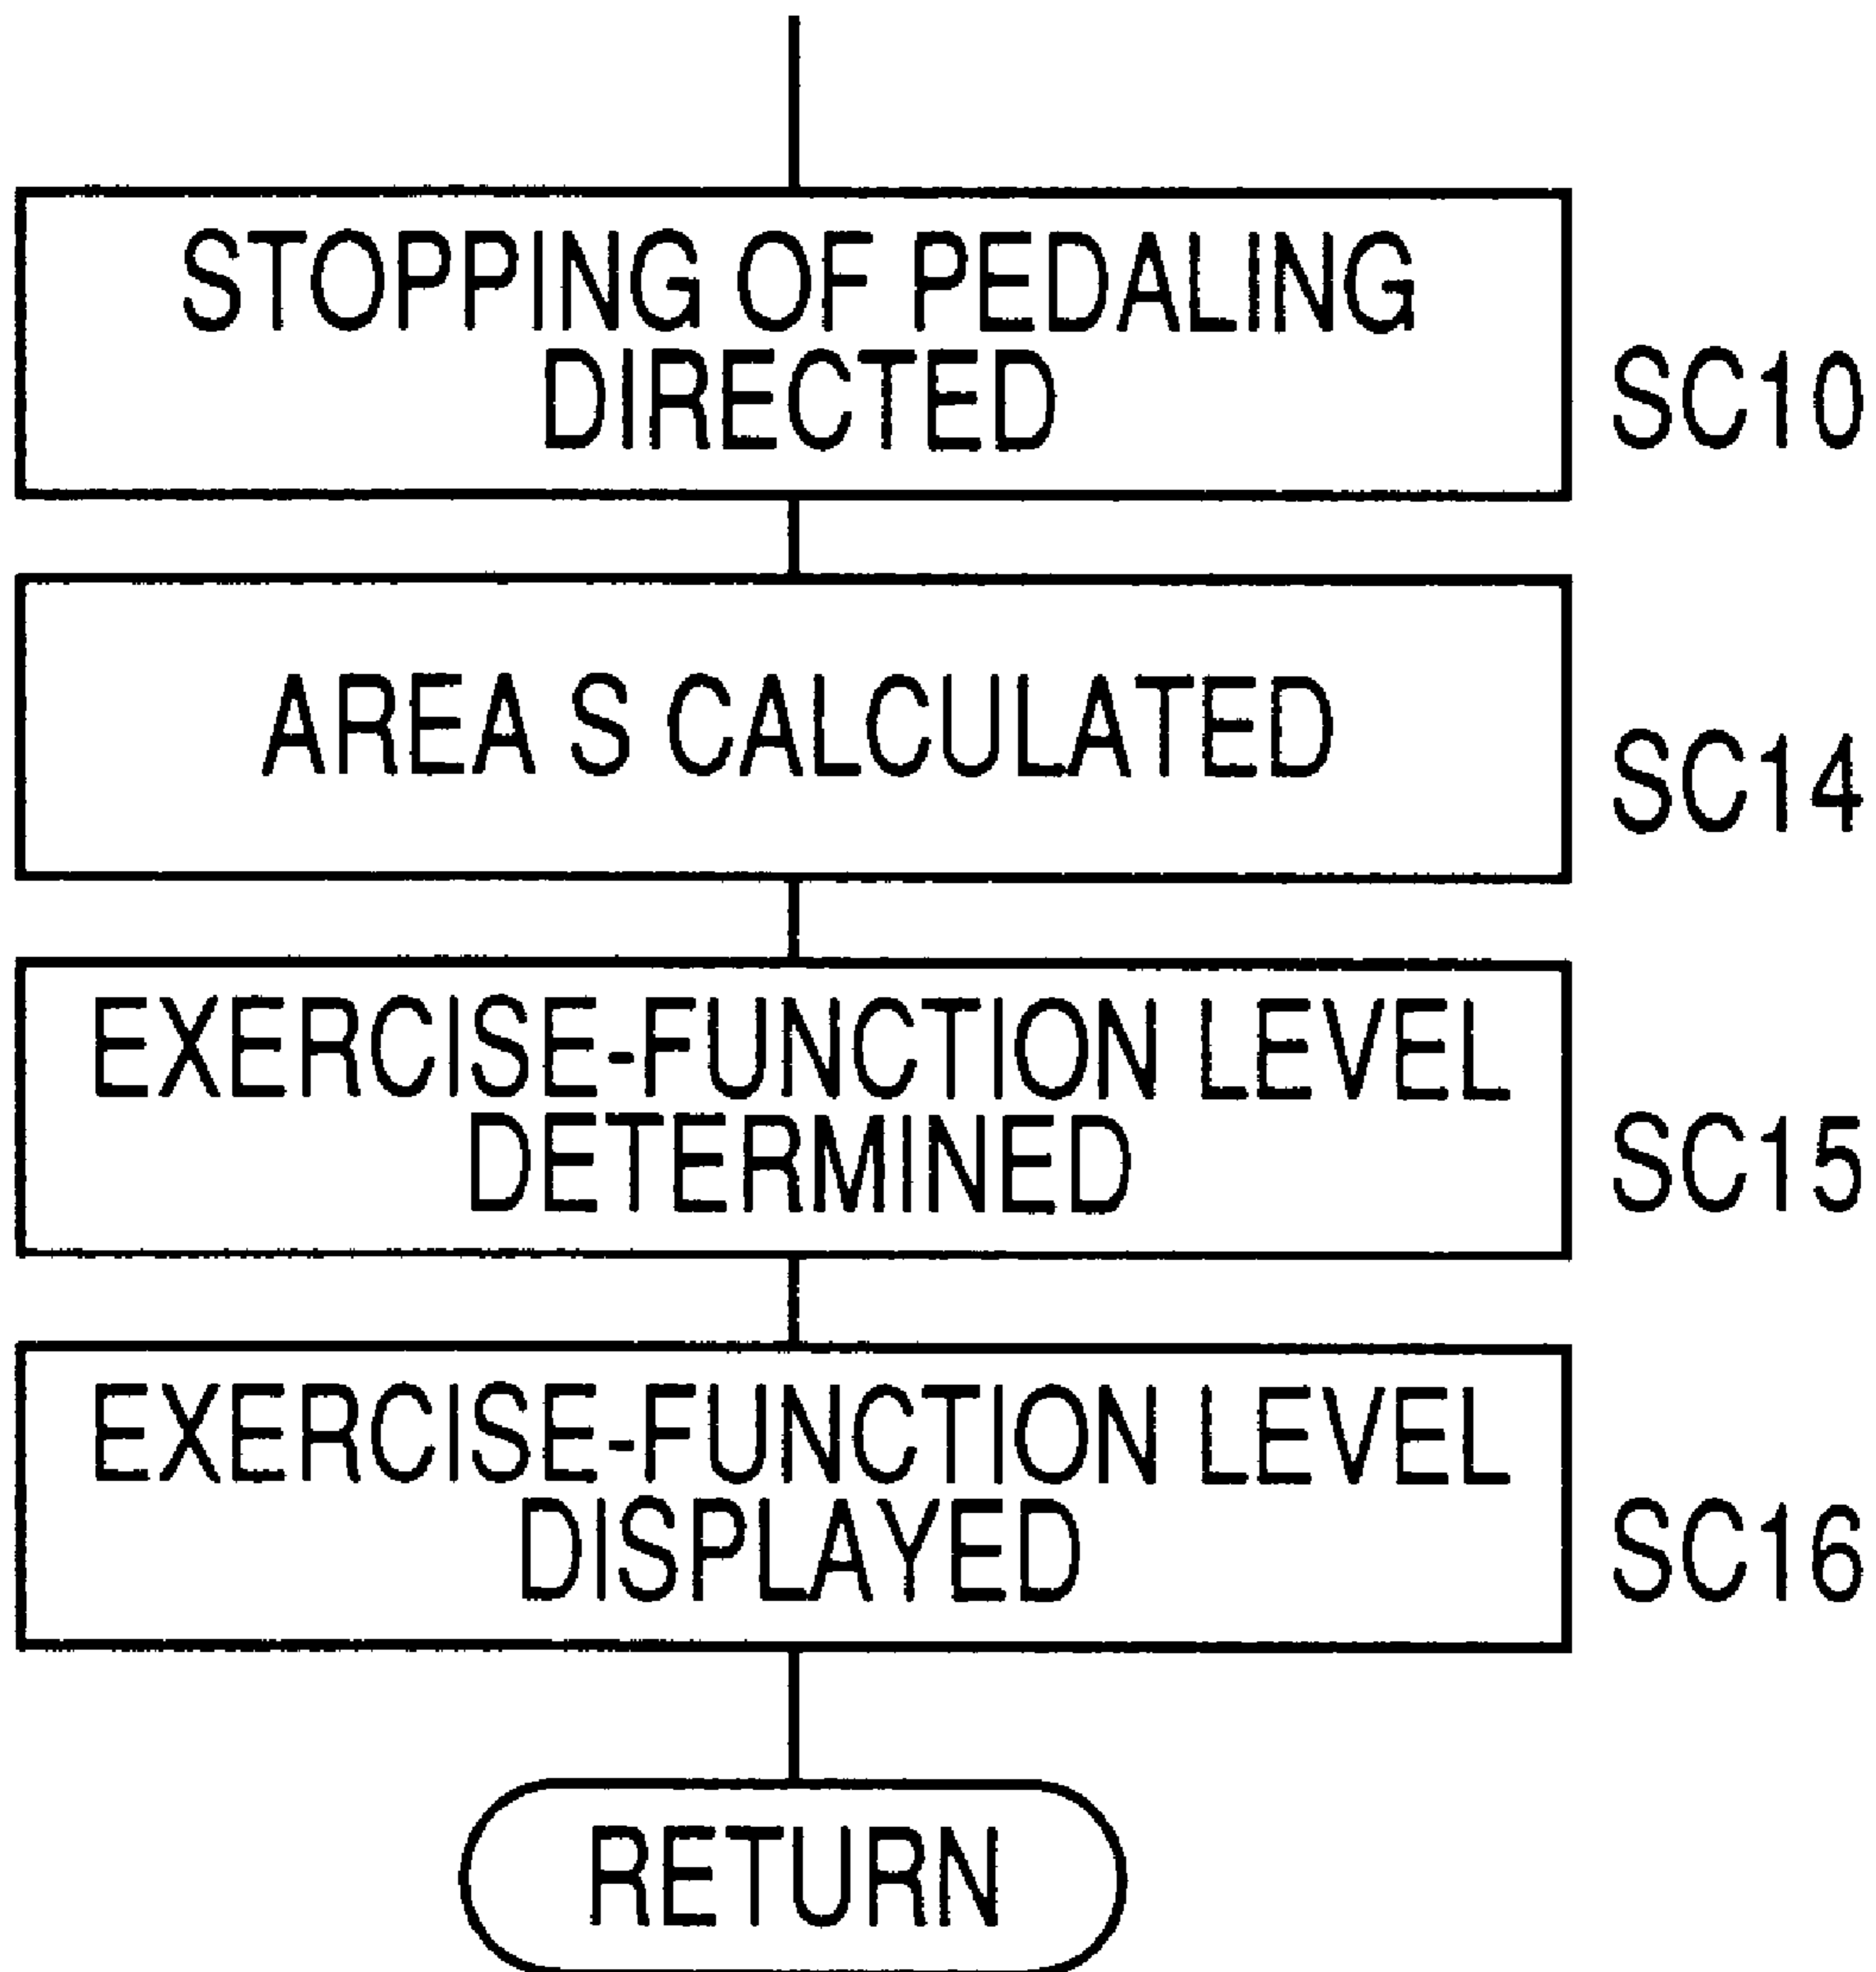 STOPPING OF PEDALING
DIRECTED
SC10
AREA S CALCULATED
SC14
EXERCISE-FUNCTION LEVEL
DETERMINED
SC15
EXERCISE-FUNCTION LEVEL
DISPLAYED
SC16
RETURN